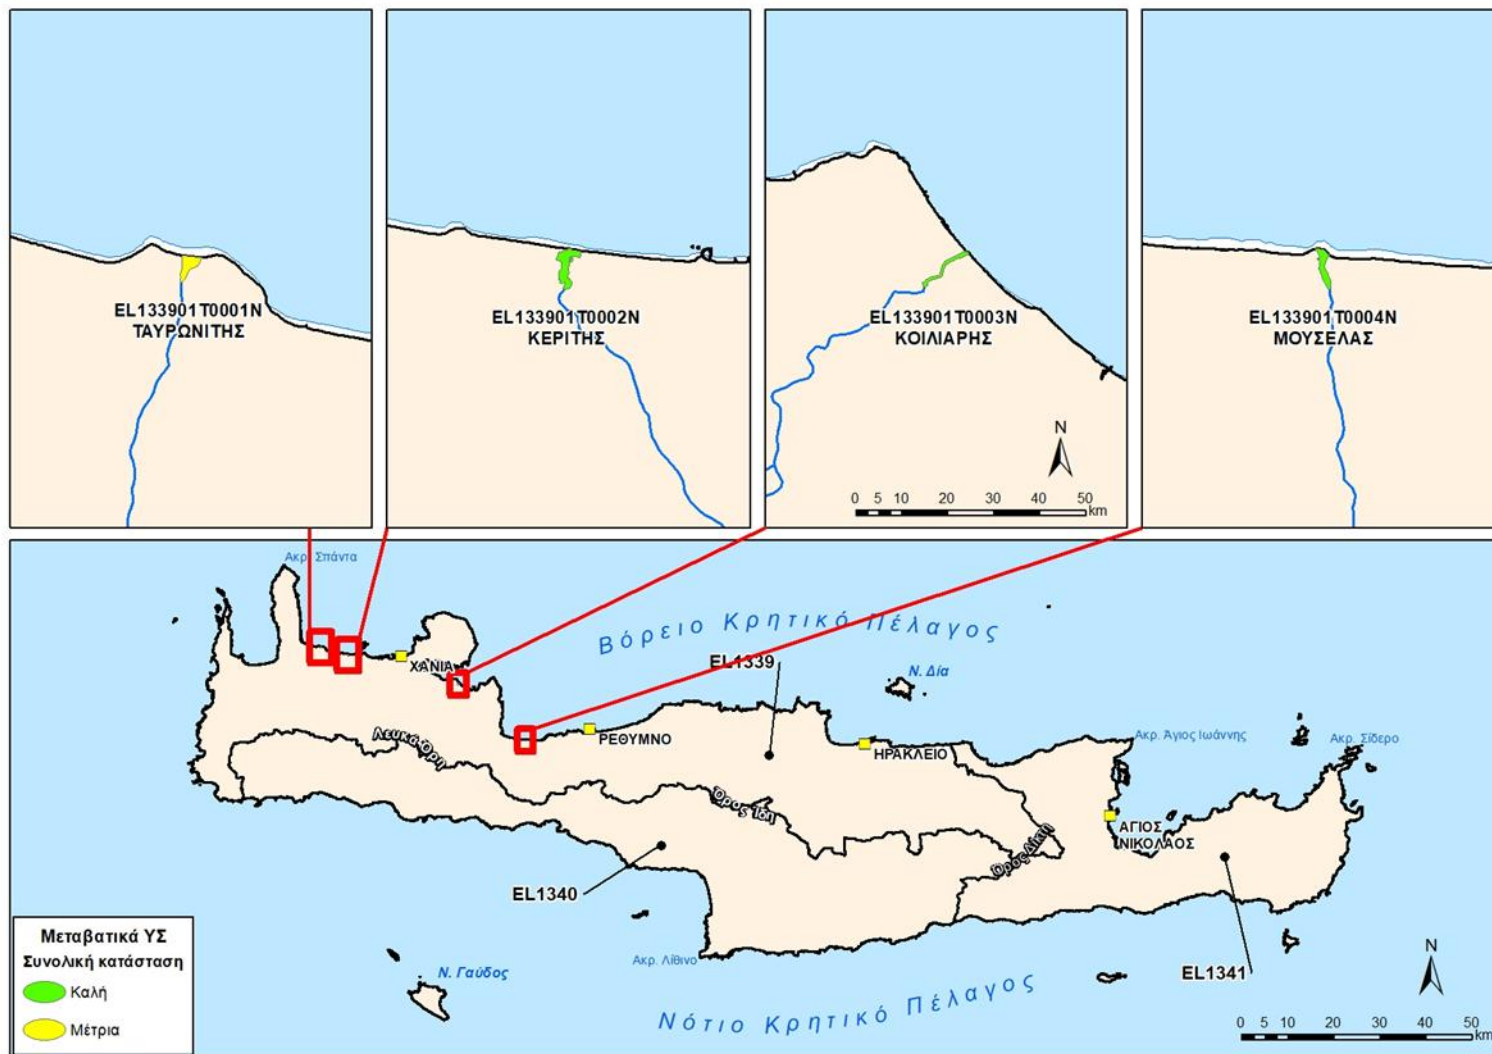 EL133901T0001N
ΤΑΥΡΩΝΙΤΗΣ
EL133901T0002N
ΚΕΡΙΤΗΣ
EL133901T0003N
ΚΟΙΛΙΑΡΗΣ
N
0 5 10 20 30 40 50
km
EL133901T0004N
ΜΟΥΣΕΛΑΣ
Ακρ. Σπάντα
Βόρειο Κρητικό Πέλαγος
ΧΑΝΙΑ
EL1339
Ν. Δία
Λευκά Όρη
ΡΕΘΥΜΝΟ
ΗΡΑΚΛΕΙΟ
Ακρ. Άγιος Ιωάννης
Ακρ. Σίδερο
Όρος Ίδη
ΑΓΙΟΣ
ΝΙΚΟΛΑΟΣ
Όρος Δίκτη
EL1340
EL1341
Ακρ. Λίθινο
Ν. Γαύδος
Νότιο Κρητικό Πέλαγος
Μεταβατικά ΥΣ
Συνολική κατάσταση
Καλή
Μέτρια
N
0 5 10 20 30 40 50
km